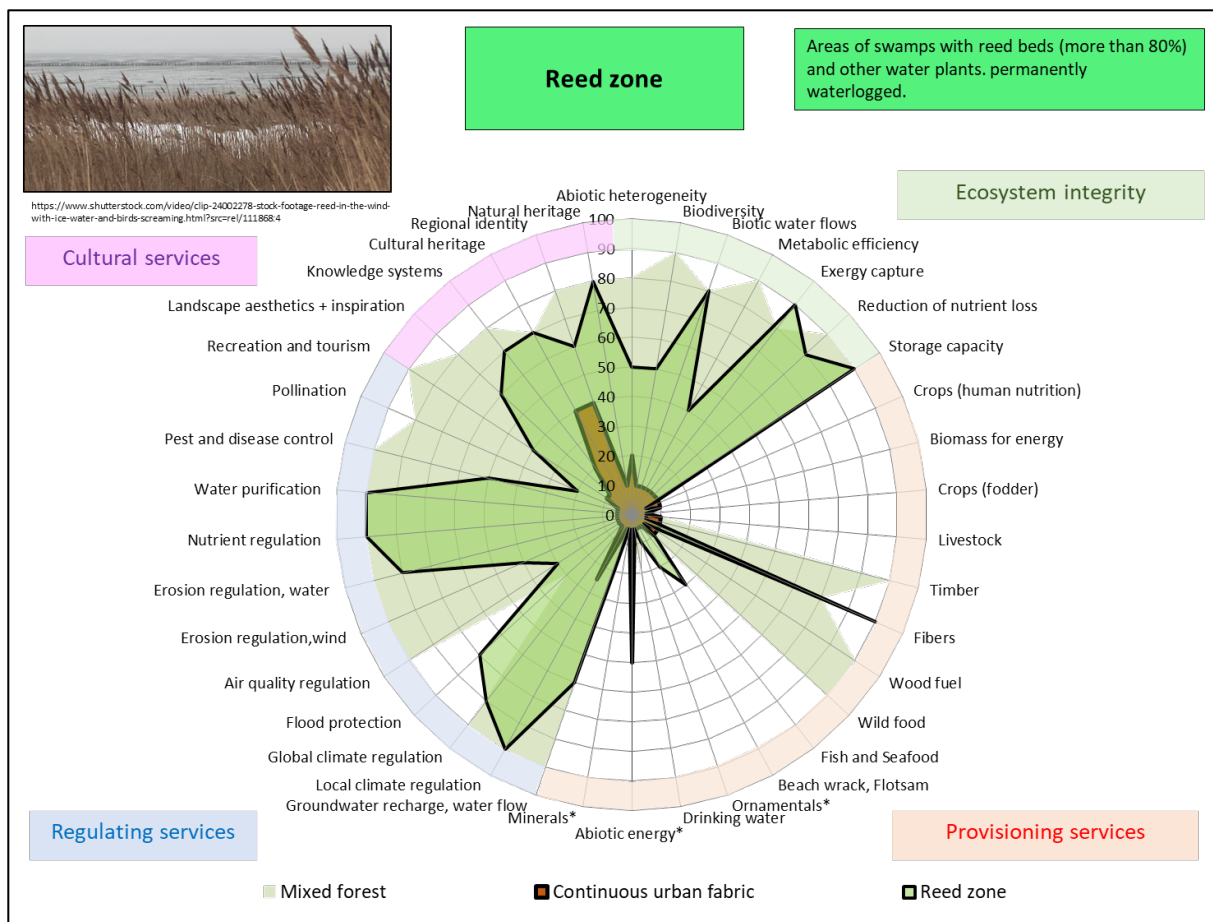 Reed zone
Areas of swamps with reed beds (more than 80%)
and other water plants. permanently
waterlogged.
https://www.shutterstock.com/video/clip-24002278-stock-footage-reed-in-the-wind-
with-ice-water-and-birds-screaming.html?src=rel/111868:4
Ecosystem integrity
Cultural services
Abiotic heterogeneity
Biodiversity
Biotic water flows
Metabolic efficiency
Exergy capture
Reduction of nutrient loss
Storage capacity
Crops (human nutrition)
Biomass for energy
Crops (fodder)
Livestock
Timber
Fibers
Wood fuel
Wild food
Fish and Seafood
Beach wrack, Flotsam
Ornamentals*
Drinking water
Abiotic energy*
Minerals*
Groundwater recharge, water flow
Local climate regulation
Global climate regulation
Flood protection
Air quality regulation
Erosion regulation,wind
Erosion regulation, water
Nutrient regulation
Water purification
Pest and disease control
Pollination
Recreation and tourism
Landscape aesthetics + inspiration
Knowledge systems
Cultural heritage
Regional identity
Natural heritage
100
90
80
70
60
50
40
30
20
10
0
Regulating services
Provisioning services
Mixed forest
Continuous urban fabric
Reed zone